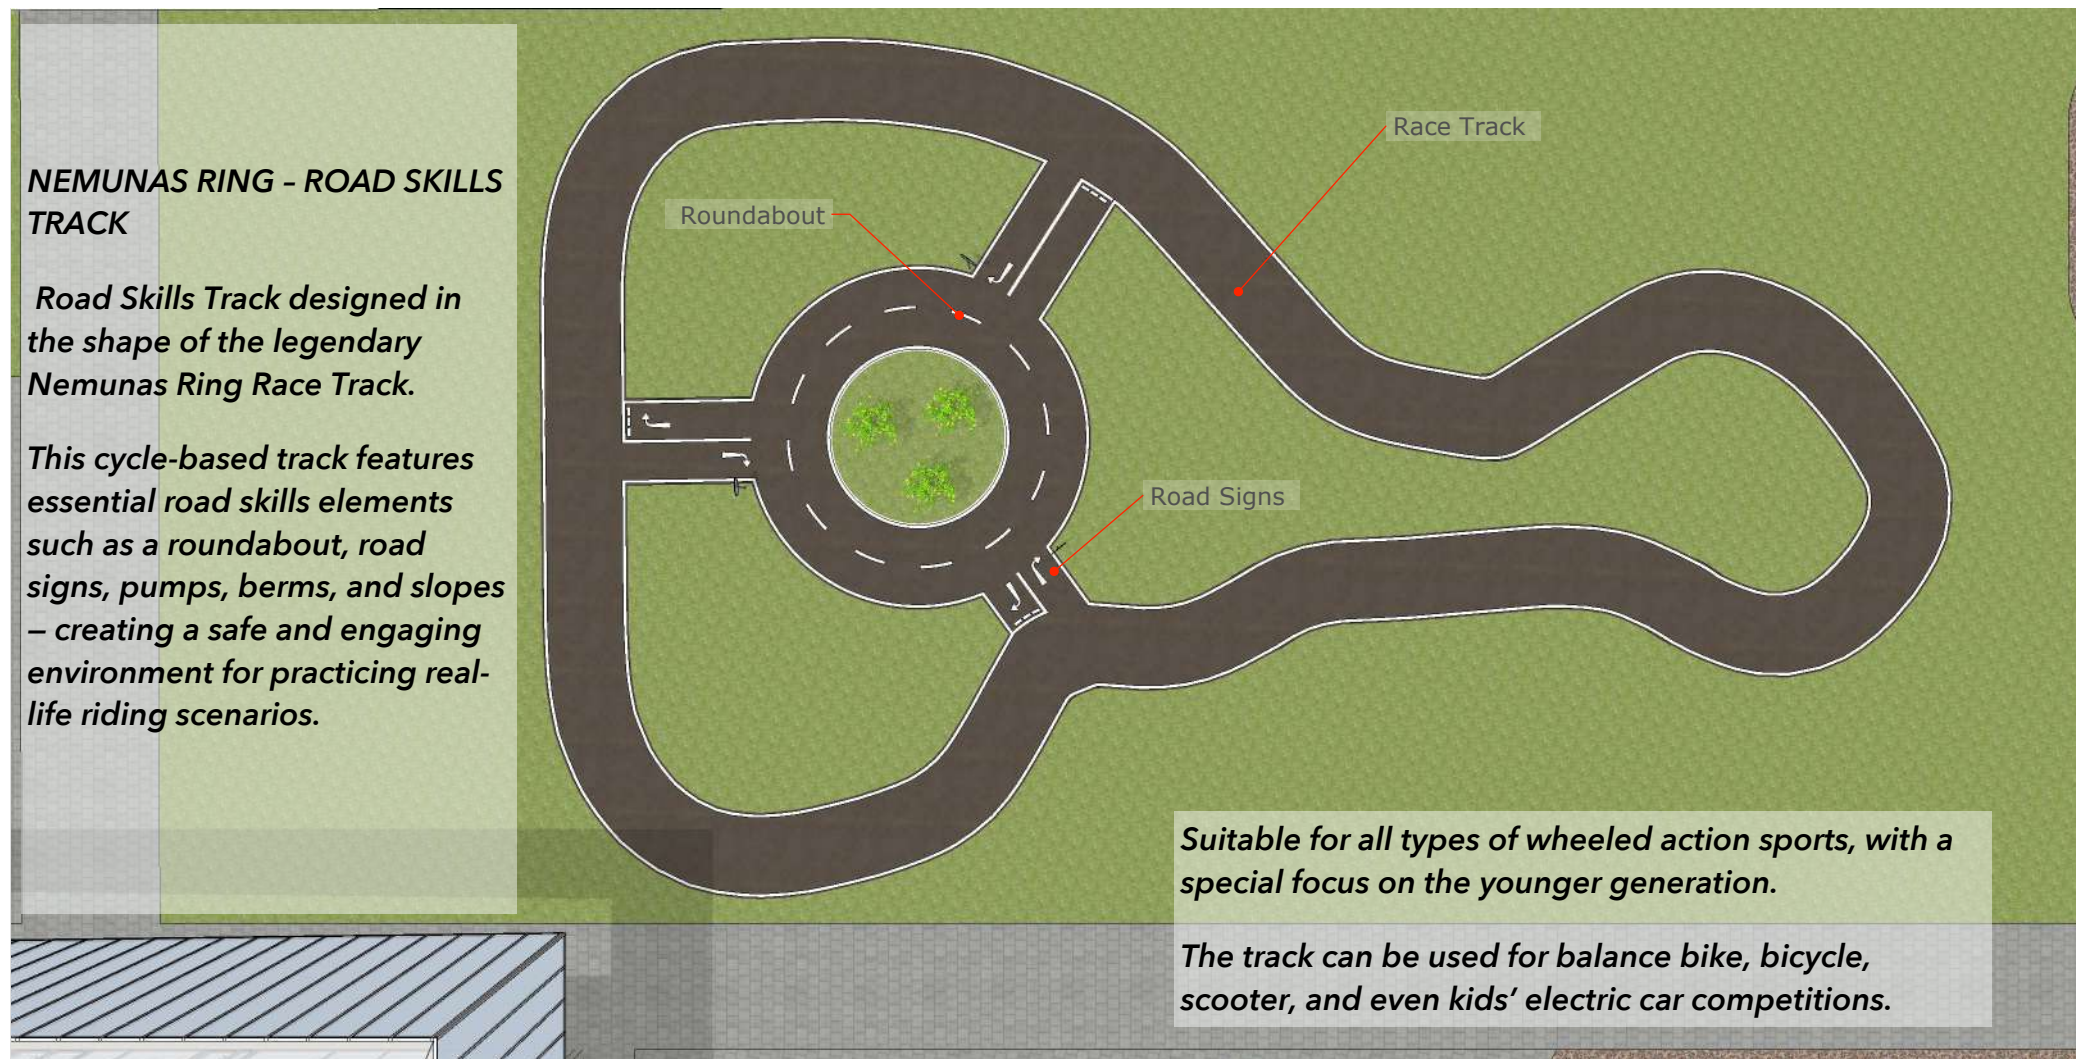 NEMUNAS RING – ROAD SKILLS
TRACK
Road Skills Track designed in
the shape of the legendary
Nemunas Ring Race Track.
This cycle-based track features
essential road skills elements
such as a roundabout, road
signs, pumps, berms, and slopes
– creating a safe and engaging
environment for practicing real-
life riding scenarios.
Race Track
Roundabout
Road Signs
Suitable for all types of wheeled action sports, with a
special focus on the younger generation.
The track can be used for balance bike, bicycle,
scooter, and even kids’ electric car competitions.